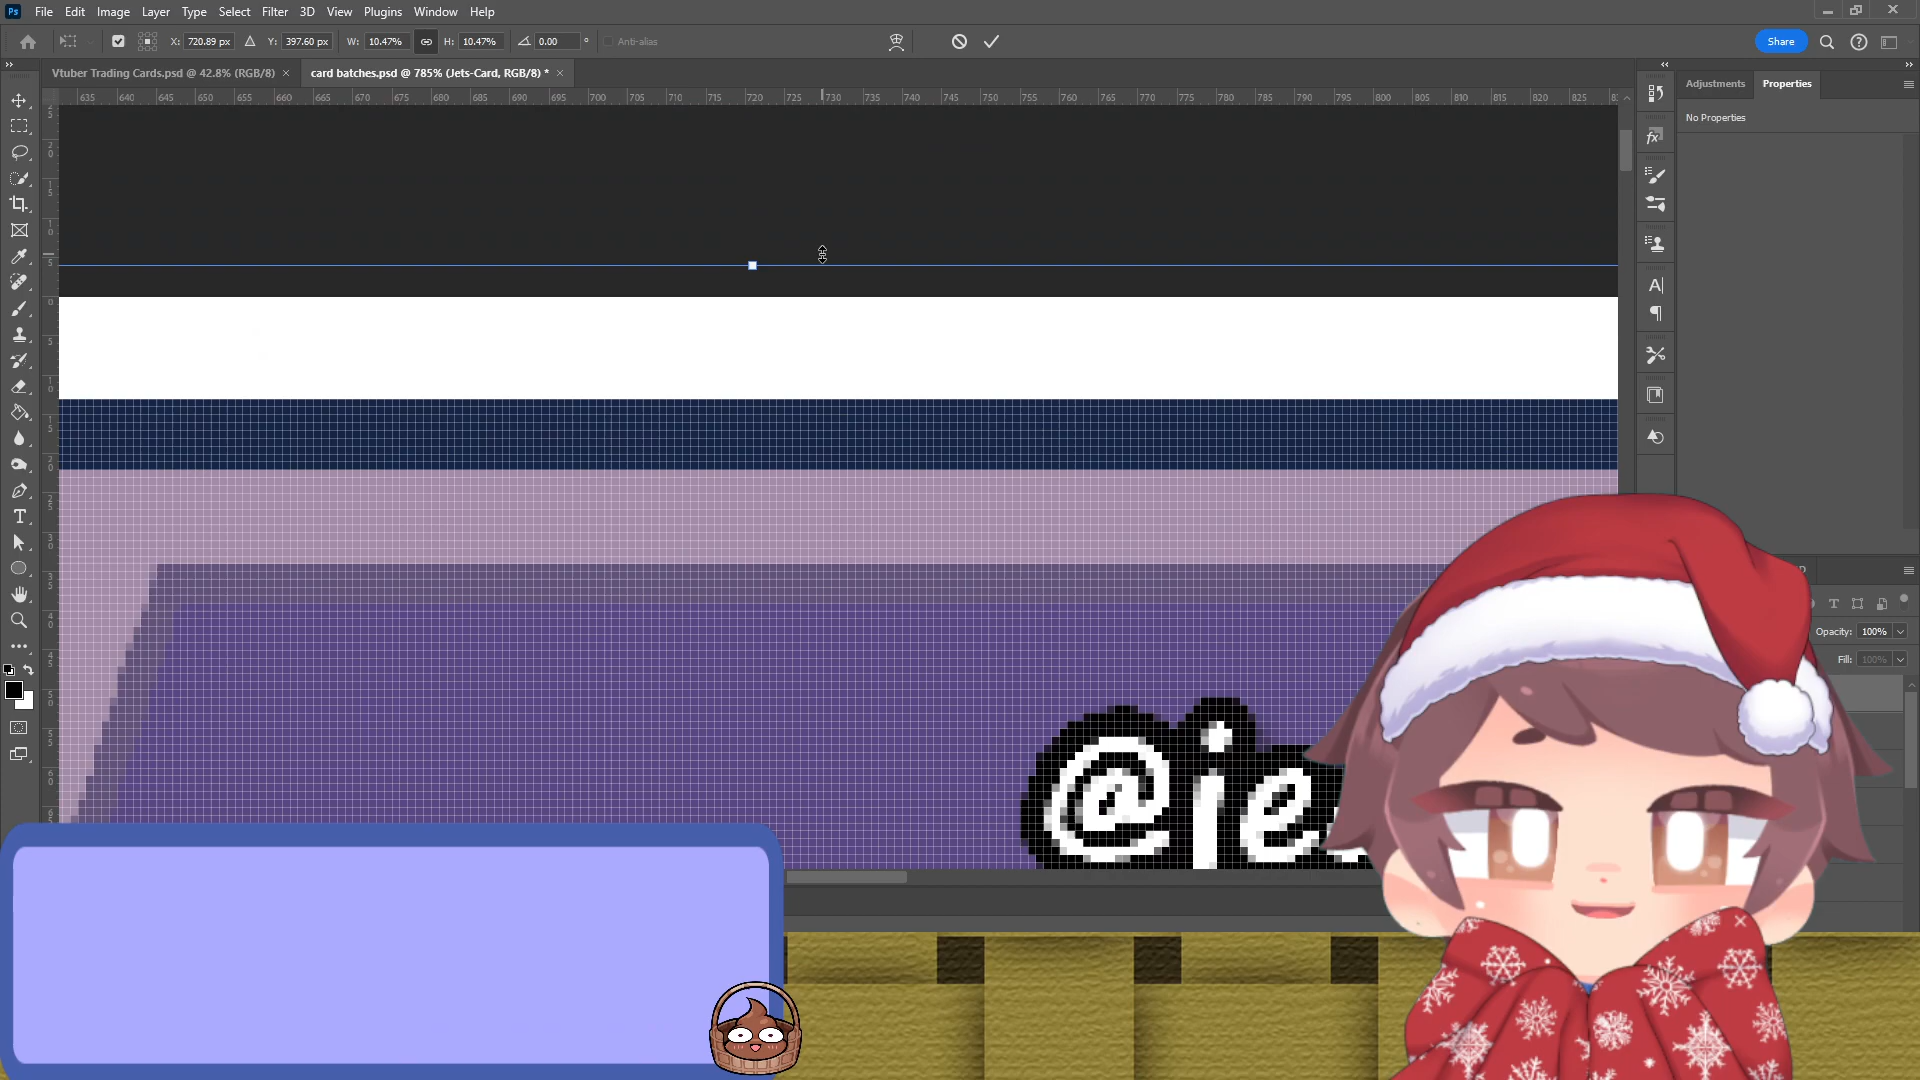 Ps File Edit Image Layer Type Select Filter 3D View Plugins Window Help
X: 720.89 px Y: 397.60 px W: 10.47% H: 10.47% 0.00 ° Anti-alias Share
Vtuber Trading Cards.psd @ 42.8% (RGB/8) × card batches.psd @ 785% (Jets-Card, RGB/8) * ×
Adjustments Properties
635 640 645 650 655 660 665 670 675 680 685 690 695 700 705 710 715 720 725 730 735 740 745 750 755 760 765 770 775 780 785 790 795 800 805 810 815 820 825
No Properties
Opacity: 100%
Fill: 100%
@je